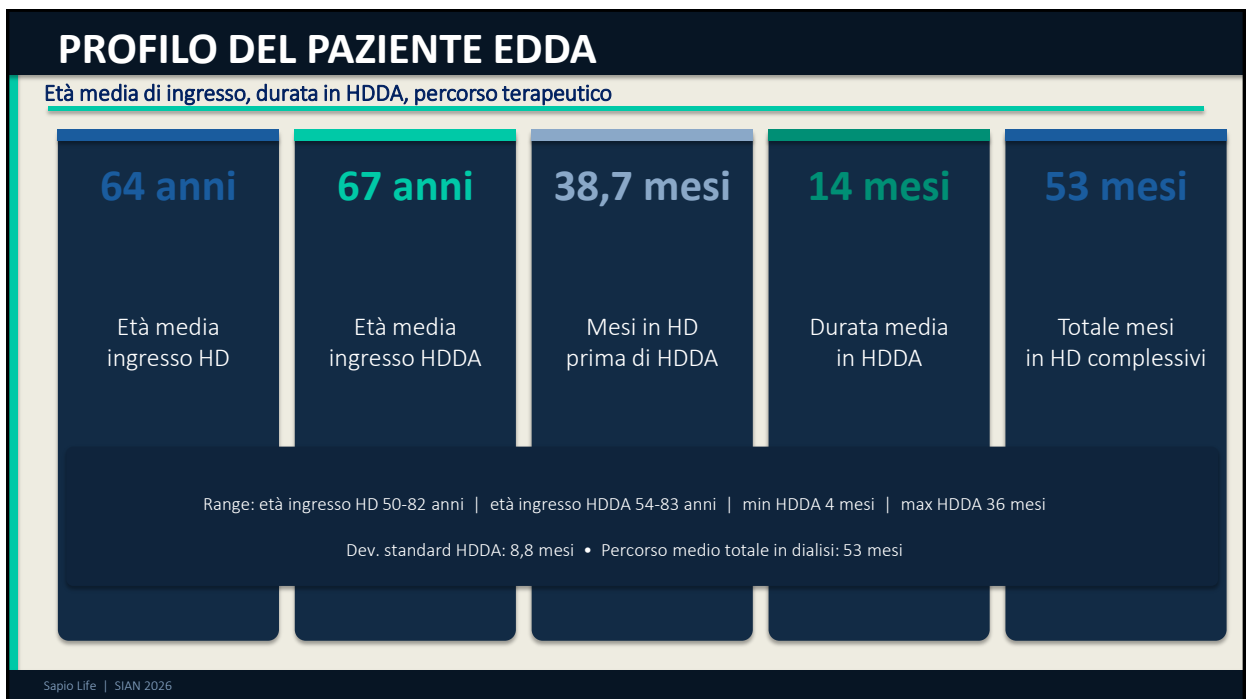 PROFILO DEL PAZIENTE EDDA
Età media di ingresso, durata in HDDA, percorso terapeutico
64 anni
Età media
ingresso HD
67 anni
Età media
ingresso HDDA
38,7 mesi
Mesi in HD
prima di HDDA
14 mesi
Durata media
in HDDA
53 mesi
Totale mesi
in HD complessivi
Range: età ingresso HD 50-82 anni | età ingresso HDDA 54-83 anni | min HDDA 4 mesi | max HDDA 36 mesi
Dev. standard HDDA: 8,8 mesi • Percorso medio totale in dialisi: 53 mesi
Sapio Life | SIAN 2026